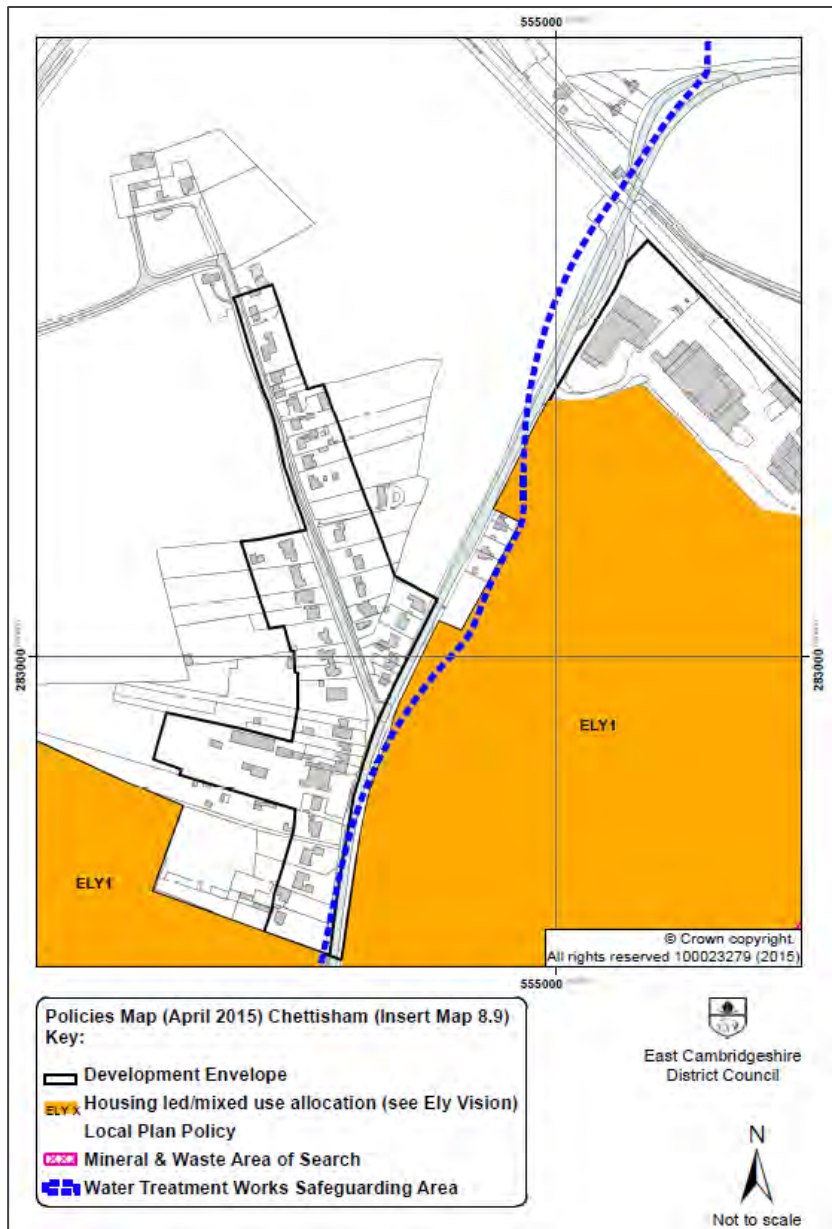 555000
283000
283000
ELY1
ELY1
© Crown copyright.
All rights reserved 100023279 (2015)
555000
Policies Map (April 2015) Chettisham (Insert Map 8.9)
Key:
Development Envelope
ELY X Housing led/mixed use allocation (see Ely Vision)
Local Plan Policy
Mineral & Waste Area of Search
Water Treatment Works Safeguarding Area
East Cambridgeshire
District Council
N
Not to scale